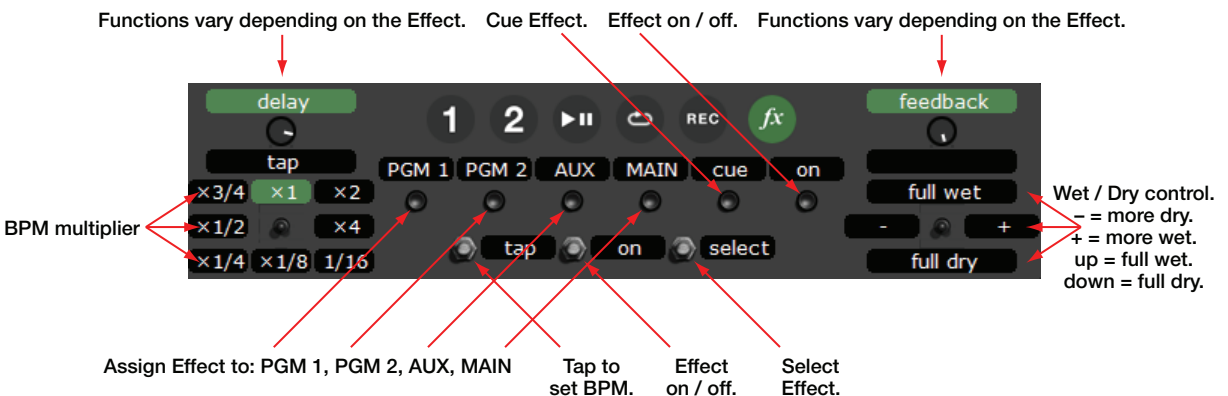 Functions vary depending on the Effect. Cue Effect. Effect on / off. Functions vary depending on the Effect.
delay
1 2 REC fx
feedback
tap
PGM 1 PGM 2 AUX MAIN cue on
×3/4 ×1 ×2
full wet
BPM multiplier
×1/2 ×4
- +
×1/4 ×1/8 1/16
tap on select
full dry
Wet / Dry control.
– = more dry.
+ = more wet.
up = full wet.
down = full dry.
Assign Effect to: PGM 1, PGM 2, AUX, MAIN
Tap to
set BPM.
Effect
on / off.
Select
Effect.